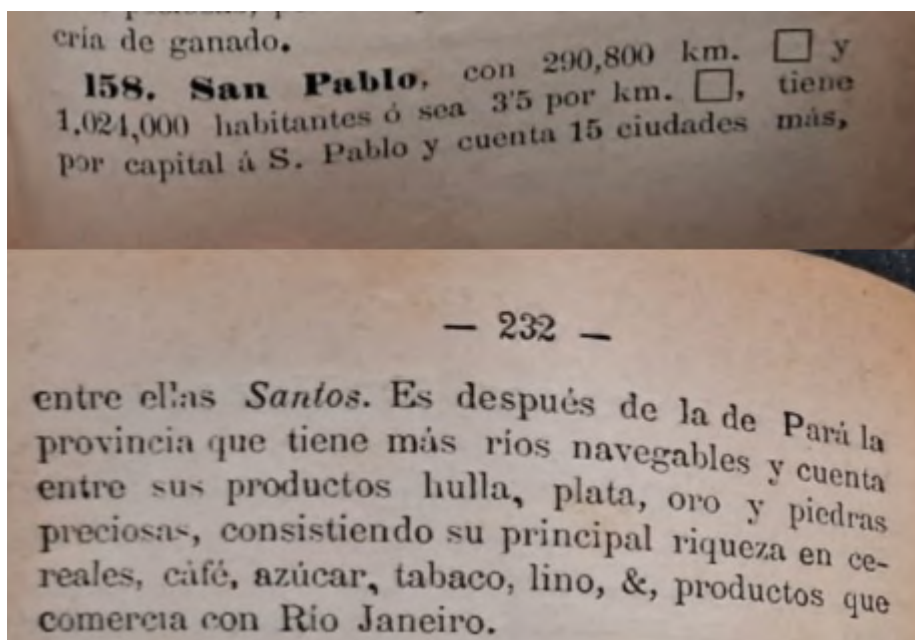 cria de ganado.
158. San Pablo, con 290,800 km. □ y
1.024,000 habitantes ó sea 3'5 por km. □, tiene
por capital á S. Pablo y cuenta 15 ciudades más,
— 232 —
entre ellas Santos. Es después de la de Pará la
provincia que tiene más ríos navegables y cuenta
entre sus productos hulla, plata, oro y piedras
preciosas, consistiendo su principal riqueza en ce-
reales, café, azúcar, tabaco, lino, &, productos que
comercia con Río Janeiro.